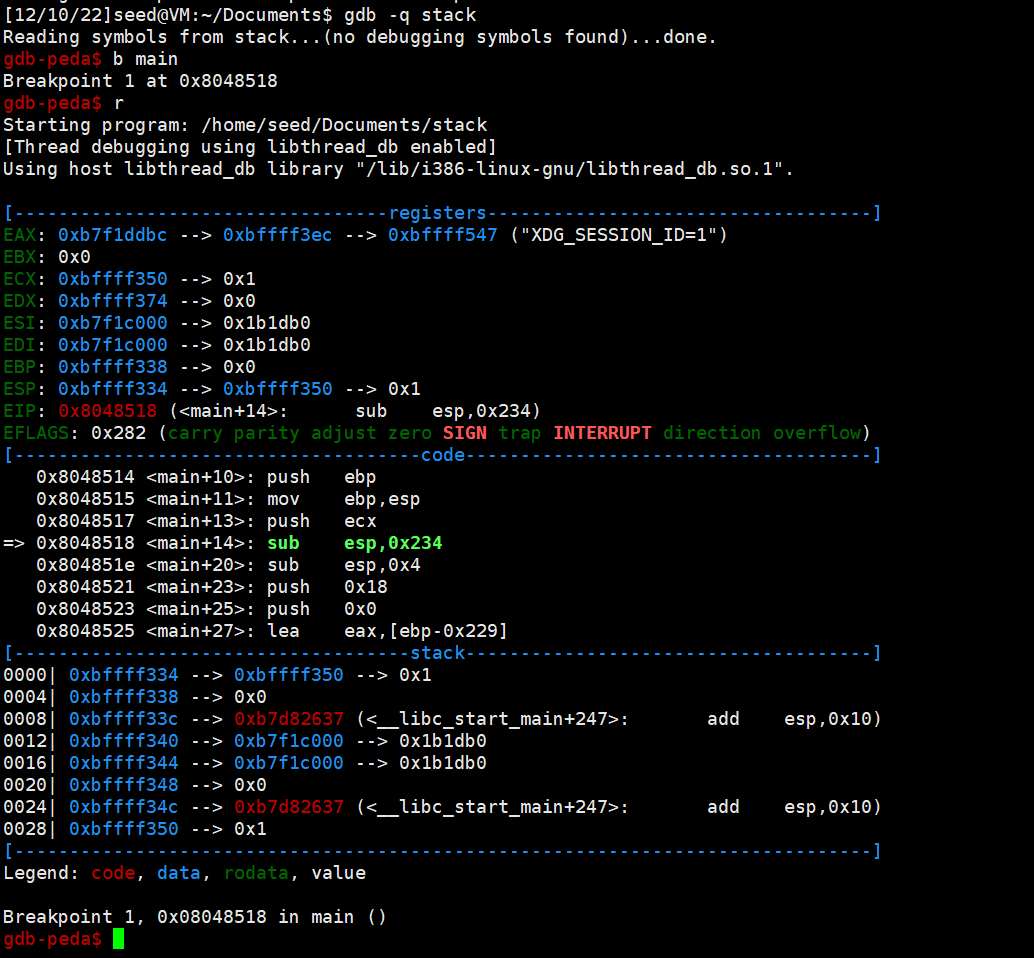 [12/10/22]seed@VM:~/Documents$ gdb -q stack
Reading symbols from stack...(no debugging symbols found)...done.
gdb-peda$ b main
Breakpoint 1 at 0x8048518
gdb-peda$ r
Starting program: /home/seed/Documents/stack
[Thread debugging using libthread_db enabled]
Using host libthread_db library "/lib/i386-linux-gnu/libthread_db.so.1".
[----------------------------------registers-----------------------------------]
EAX: 0xb7f1ddbc --> 0xbffff3ec --> 0xbffff547 ("XDG_SESSION_ID=1")
EBX: 0x0
ECX: 0xbffff350 --> 0x1
EDX: 0xbffff374 --> 0x0
ESI: 0xb7f1c000 --> 0x1b1db0
EDI: 0xb7f1c000 --> 0x1b1db0
EBP: 0xbffff338 --> 0x0
ESP: 0xbffff334 --> 0xbffff350 --> 0x1
EIP: 0x8048518 (<main+14>:      sub    esp,0x234)
EFLAGS: 0x282 (carry parity adjust zero SIGN trap INTERRUPT direction overflow)
[-------------------------------------code-------------------------------------]
   0x8048514 <main+10>: push   ebp
   0x8048515 <main+11>: mov    ebp,esp
   0x8048517 <main+13>: push   ecx
=> 0x8048518 <main+14>: sub    esp,0x234
   0x804851e <main+20>: sub    esp,0x4
   0x8048521 <main+23>: push   0x18
   0x8048523 <main+25>: push   0x0
   0x8048525 <main+27>: lea    eax,[ebp-0x229]
[------------------------------------stack-------------------------------------]
0000| 0xbffff334 --> 0xbffff350 --> 0x1
0004| 0xbffff338 --> 0x0
0008| 0xbffff33c --> 0xb7d82637 (<__libc_start_main+247>:       add    esp,0x10)
0012| 0xbffff340 --> 0xb7f1c000 --> 0x1b1db0
0016| 0xbffff344 --> 0xb7f1c000 --> 0x1b1db0
0020| 0xbffff348 --> 0x0
0024| 0xbffff34c --> 0xb7d82637 (<__libc_start_main+247>:       add    esp,0x10)
0028| 0xbffff350 --> 0x1
[------------------------------------------------------------------------------]
Legend: code, data, rodata, value
Breakpoint 1, 0x08048518 in main ()
gdb-peda$